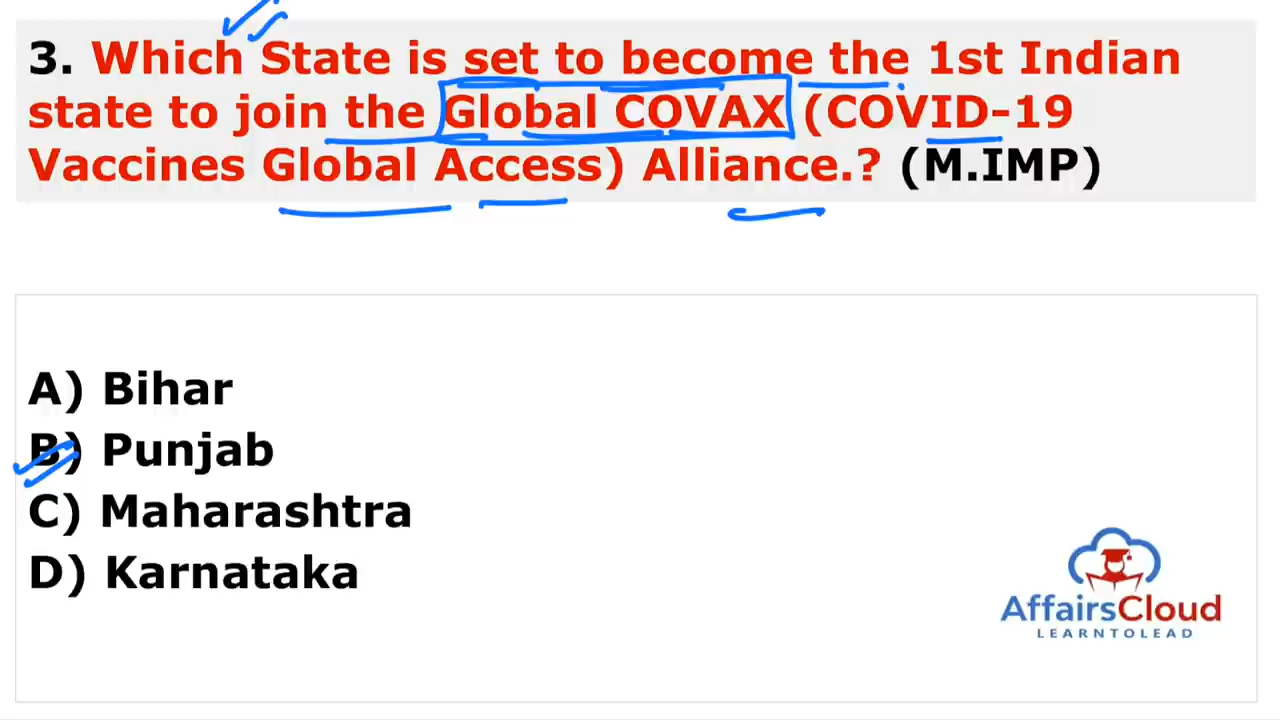 3. Which State is set to become the 1st Indian
state to join the Global COVAX (COVID-19
Vaccines Global Access) Alliance.? (M.IMP)
A) Bihar
B) Punjab
C) Maharashtra
D) Karnataka
AffairsCloud
LEARNTOLEAD